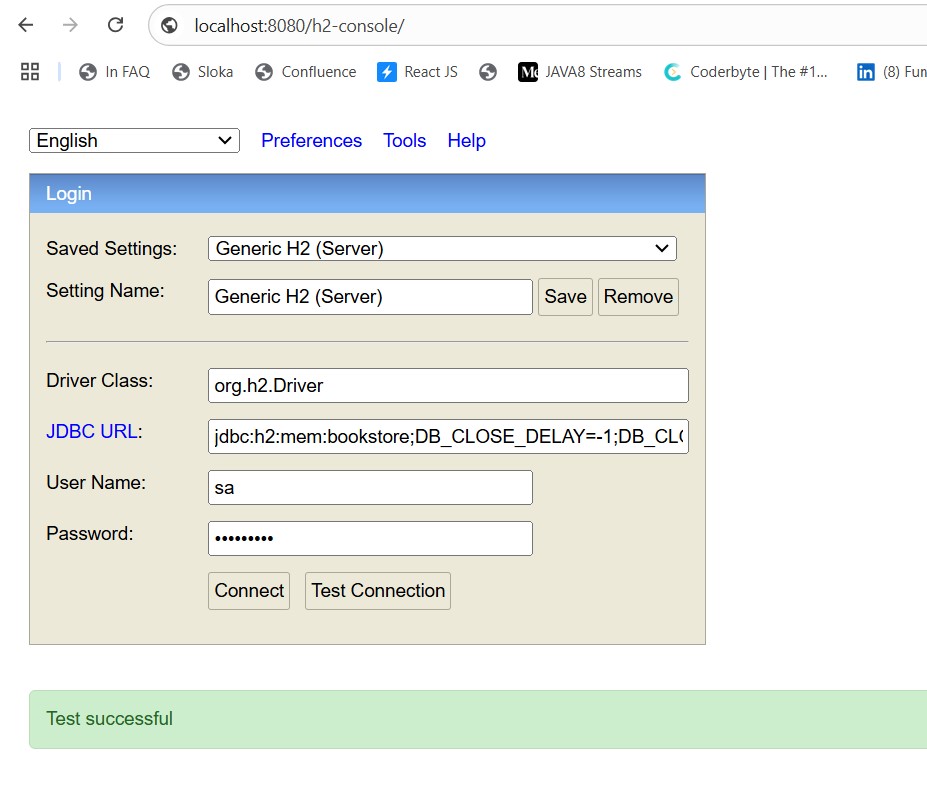 localhost:8080/h2-console/
In FAQ Sloka Confluence React JS JAVA8 Streams Coderbyte | The #1... (8) Fun
English Preferences Tools Help
Login
Saved Settings: Generic H2 (Server)
Setting Name: Generic H2 (Server) Save Remove
Driver Class: org.h2.Driver
JDBC URL: jdbc:h2:mem:bookstore;DB_CLOSE_DELAY=-1;DB_CLO
User Name: sa
Password: •••••••••
Connect Test Connection
Test successful